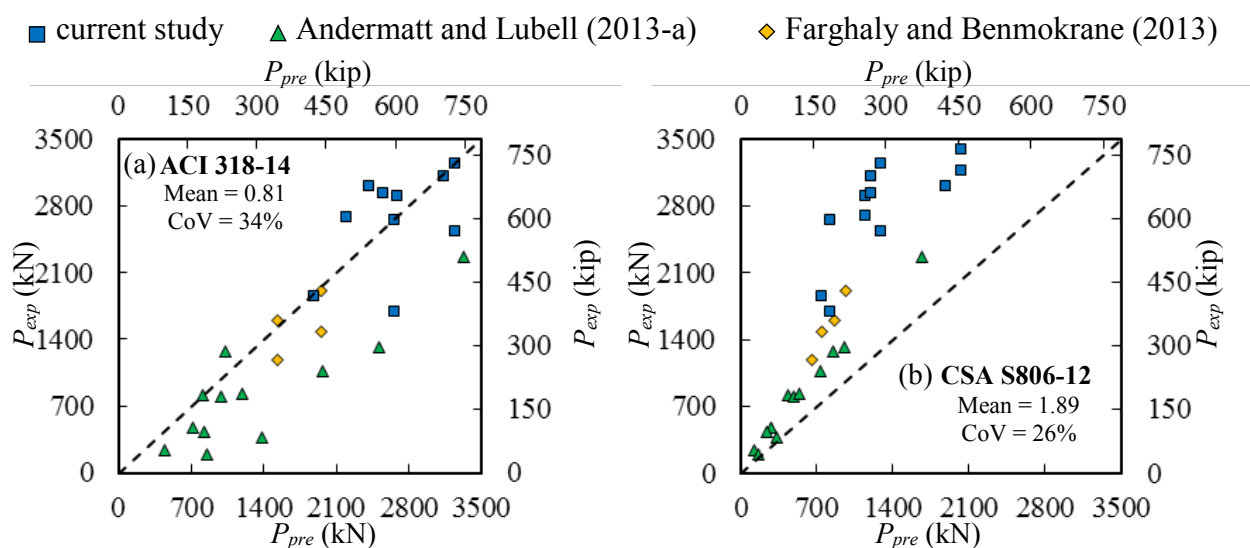 current study Andermatt and Lubell (2013-a) Farghaly and Benmokrane (2013)
P_pre (kip) P_pre (kip)
0 150 300 450 600 750 0 150 300 450 600 750
3500
2800
2100
1400
700
0
P_exp (kN)
(a) ACI 318-14
Mean = 0.81
CoV = 34%
750
600
450
300
150
0
P_exp (kip)
0 700 1400 2100 2800 3500
P_pre (kN)
3500
2800
2100
1400
700
0
P_exp (kN)
(b) CSA S806-12
Mean = 1.89
CoV = 26%
750
600
450
300
150
0
P_exp (kip)
0 700 1400 2100 2800 3500
P_pre (kN)